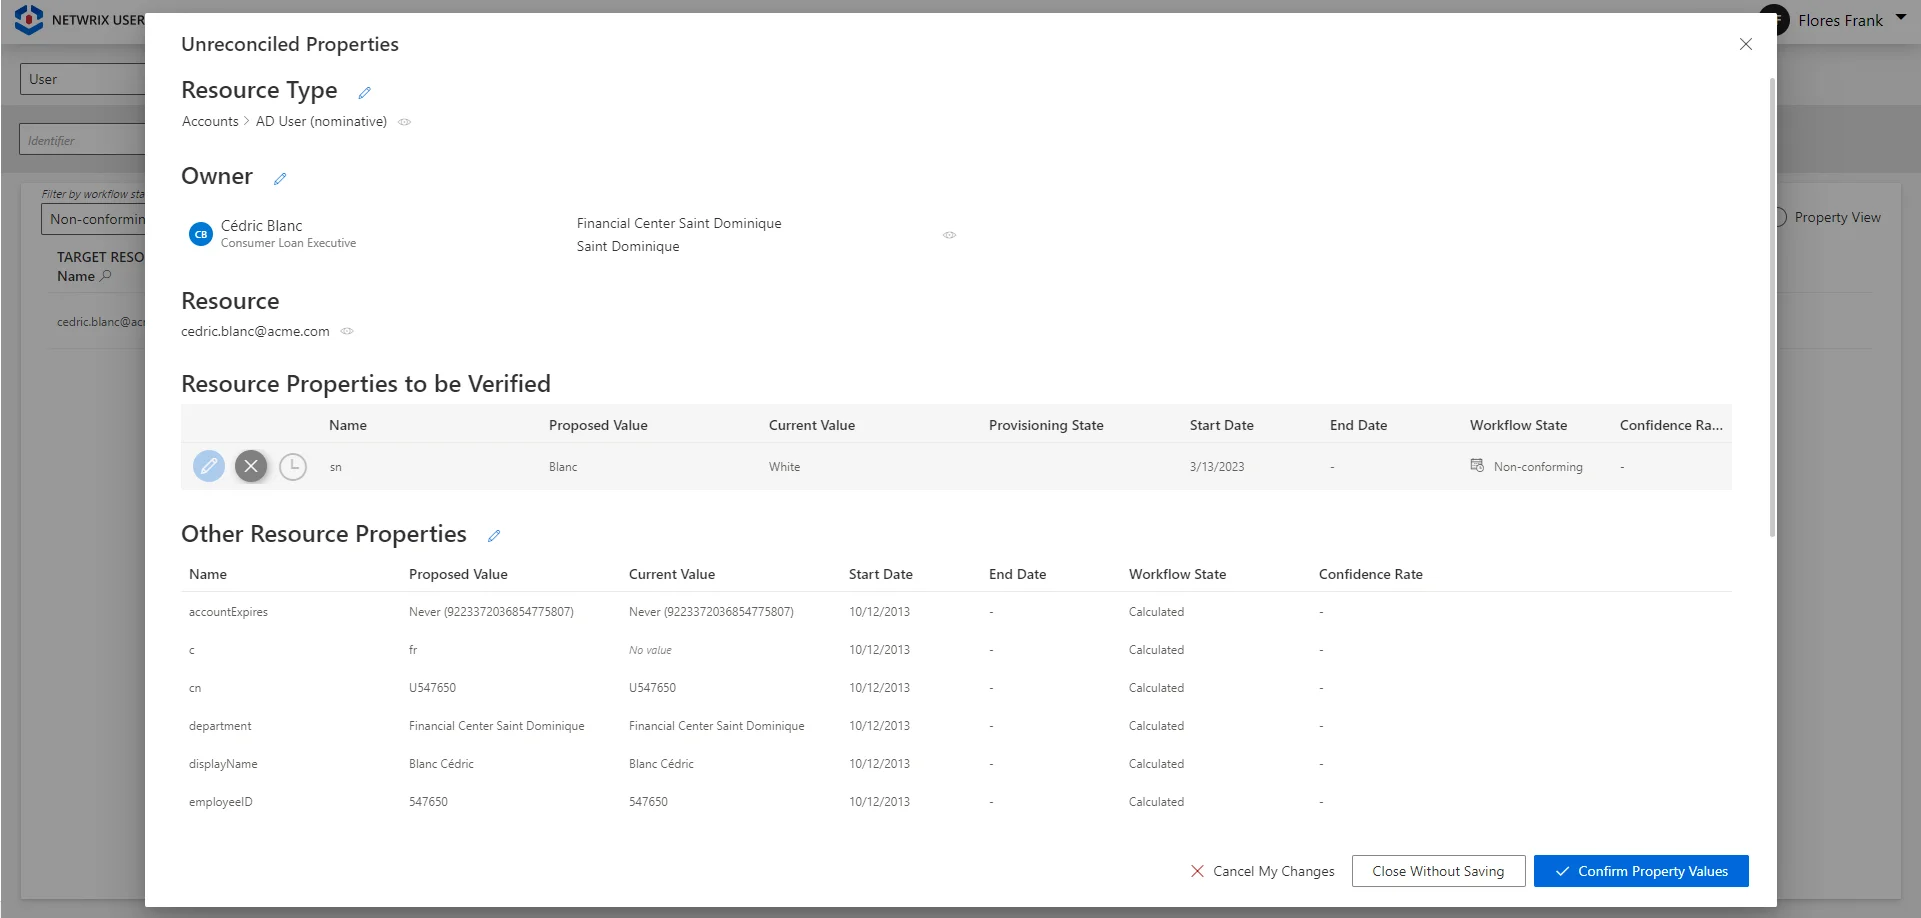 NETWRIX USER
Flores Frank
User
Identifier
Filter by workflow sta
Non-conformin
Property View
TARGET RESO
Name
cedric.blanc@acr
Unreconciled Properties
Resource Type
Accounts > AD User (nominative)
Owner
CB
Cédric Blanc
Consumer Loan Executive
Financial Center Saint Dominique
Saint Dominique
Resource
cedric.blanc@acme.com
Resource Properties to be Verified
Name Proposed Value Current Value Provisioning State Start Date End Date Workflow State Confidence Ra...
sn Blanc White 3/13/2023 - Non-conforming -
Other Resource Properties
Name Proposed Value Current Value Start Date End Date Workflow State Confidence Rate
accountExpires Never (9223372036854775807) Never (9223372036854775807) 10/12/2013 - Calculated -
c fr No value 10/12/2013 - Calculated -
cn U547650 U547650 10/12/2013 - Calculated -
department Financial Center Saint Dominique Financial Center Saint Dominique 10/12/2013 - Calculated -
displayName Blanc Cédric Blanc Cédric 10/12/2013 - Calculated -
employeeID 547650 547650 10/12/2013 - Calculated -
Cancel My Changes
Close Without Saving
Confirm Property Values